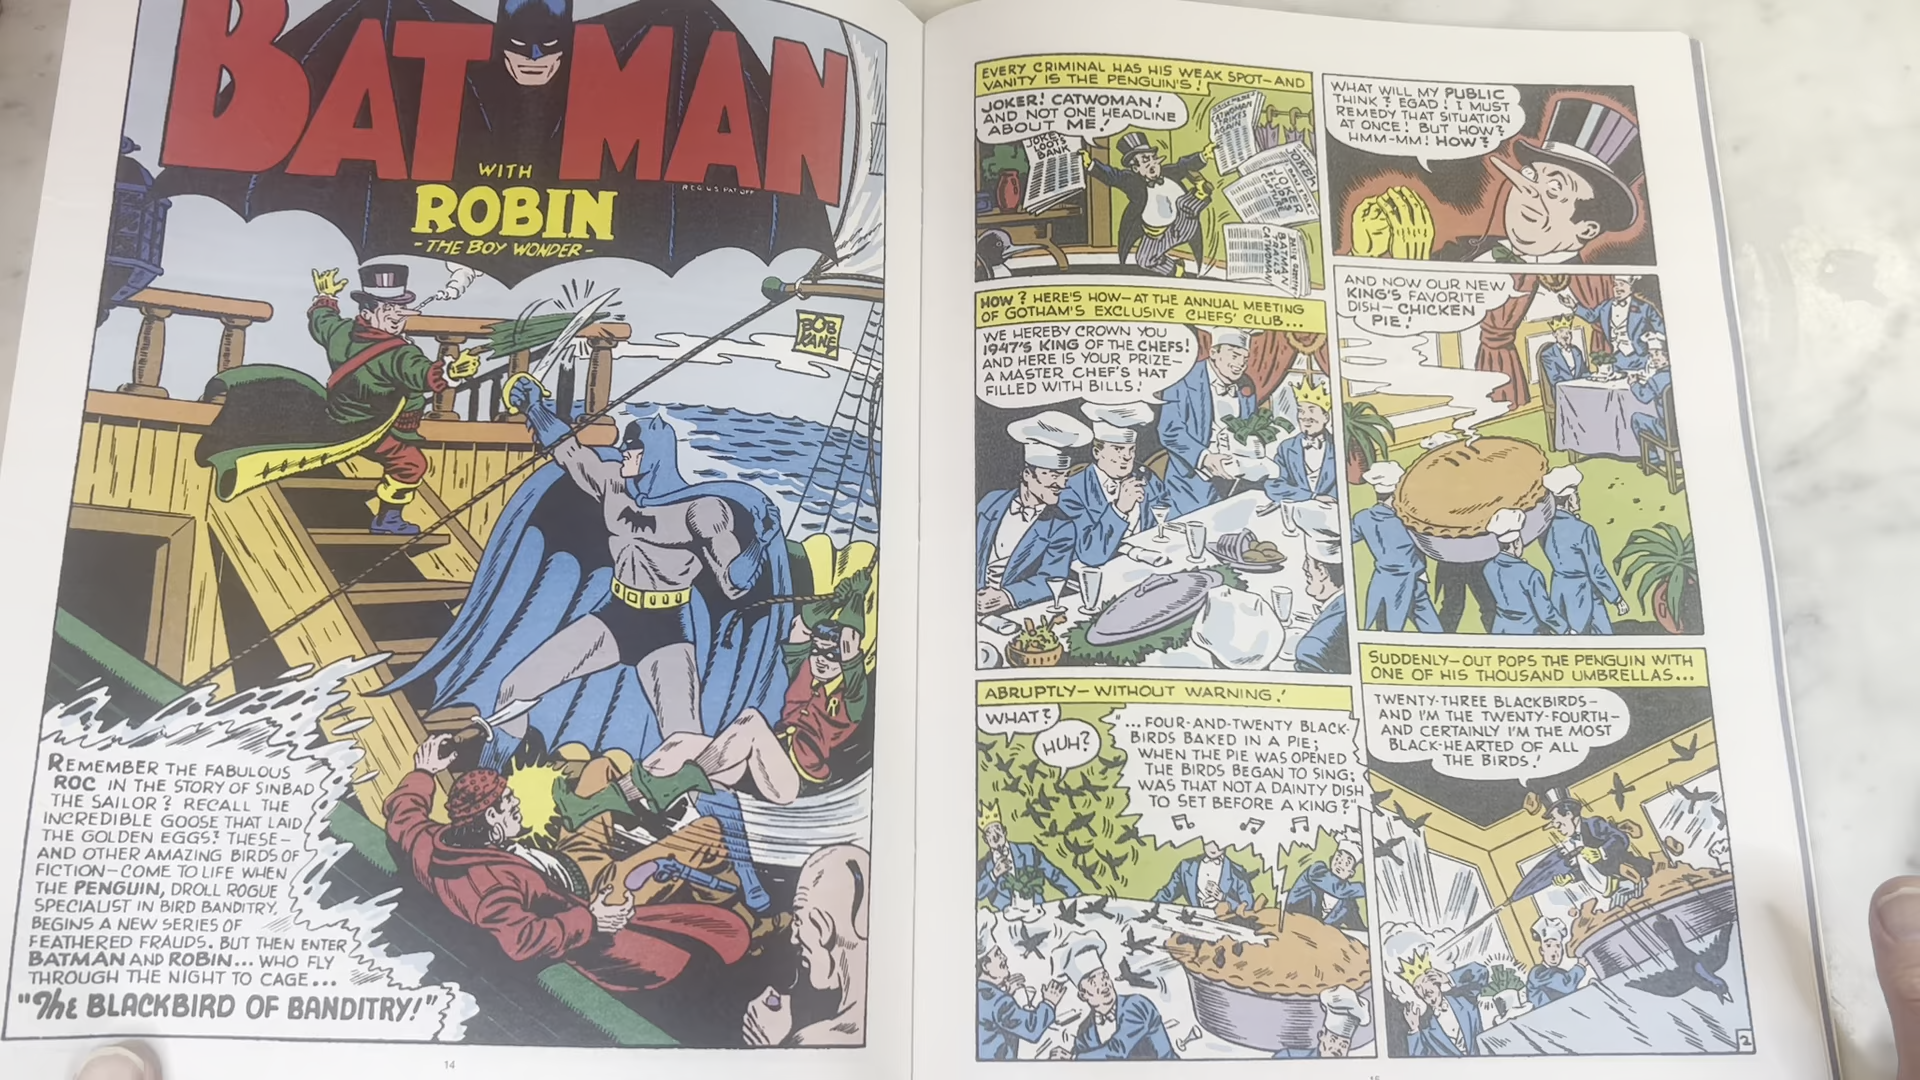 BATMAN
WITH
ROBIN
REG. U.S. PAT. OFF.
- THE BOY WONDER -
BOB
KANE
REMEMBER THE FABULOUS
ROC IN THE STORY OF SINBAD
THE SAILOR? RECALL THE
INCREDIBLE GOOSE THAT LAID
THE GOLDEN EGGS? THESE-
AND OTHER AMAZING BIRDS OF
FICTION-COME TO LIFE WHEN
THE PENGUIN, DROLL ROGUE
SPECIALIST IN BIRD BANDITRY,
BEGINS A NEW SERIES OF
FEATHERED FRAUDS. BUT THEN ENTER
BATMAN AND ROBIN... WHO FLY
THROUGH THE NIGHT TO CAGE...
"The BLACKBIRD OF BANDITRY!"
14
EVERY CRIMINAL HAS HIS WEAK SPOT-AND
VANITY IS THE PENGUIN'S!
JOKER! CATWOMAN!
AND NOT ONE HEADLINE
ABOUT ME!
JOKER
LOOTS
BANK
CATWOMAN
STRIKES
AGAIN
JOKER
BATMAN
TRAILS
CATWOMAN
WHAT WILL MY PUBLIC
THINK? EGAD! I MUST
REMEDY THAT SITUATION
AT ONCE! BUT HOW?
HMM-MM! HOW?
HOW? HERE'S HOW-AT THE ANNUAL MEETING
OF GOTHAM'S EXCLUSIVE CHEFS' CLUB...
WE HEREBY CROWN YOU
1947'S KING OF THE CHEFS!
AND HERE IS YOUR PRIZE-
A MASTER CHEF'S HAT
FILLED WITH BILLS!
AND NOW OUR NEW
KING'S FAVORITE
DISH-CHICKEN
PIE!
ABRUPTLY-WITHOUT WARNING!
WHAT?
HUH?
"...FOUR-AND-TWENTY BLACK-
BIRDS BAKED IN A PIE;
WHEN THE PIE WAS OPENED
THE BIRDS BEGAN TO SING;
WAS THAT NOT A DAINTY DISH
TO SET BEFORE A KING?"
SUDDENLY-OUT POPS THE PENGUIN WITH
ONE OF HIS THOUSAND UMBRELLAS...
TWENTY-THREE BLACKBIRDS-
AND I'M THE TWENTY-FOURTH-
AND CERTAINLY I'M THE MOST
BLACK-HEARTED OF ALL
THE BIRDS!
2